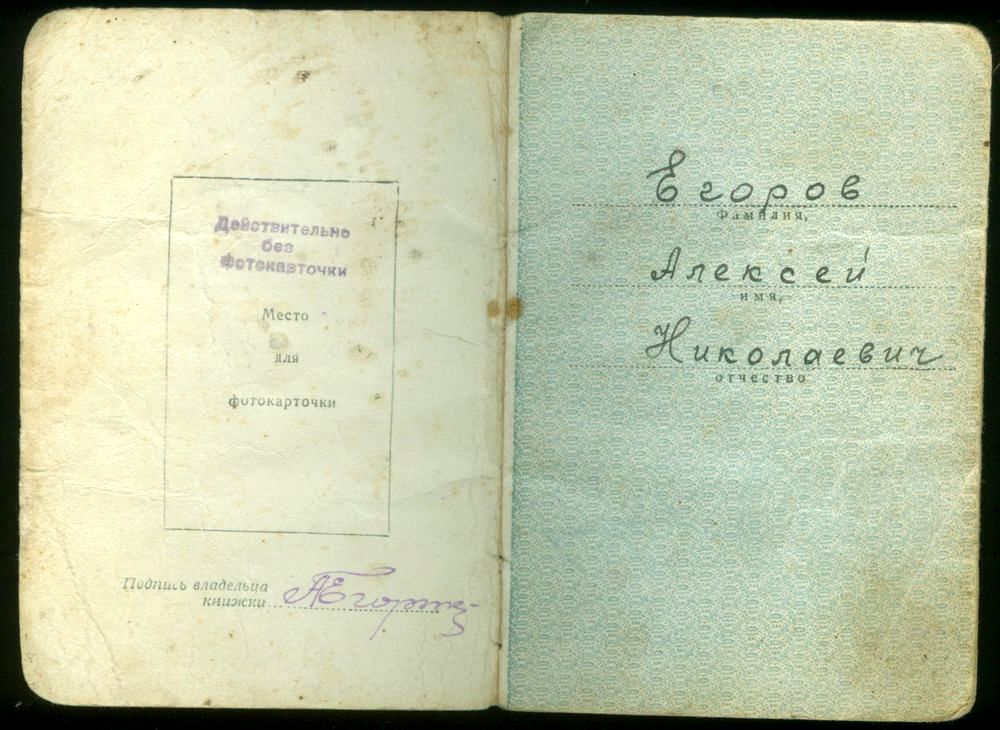 Действительно
без
фотокарточки
Место
для
фотокарточки
Подпись владельца
книжки
Егоров
фамилия,
Алексей
имя,
Николаевич
отчество